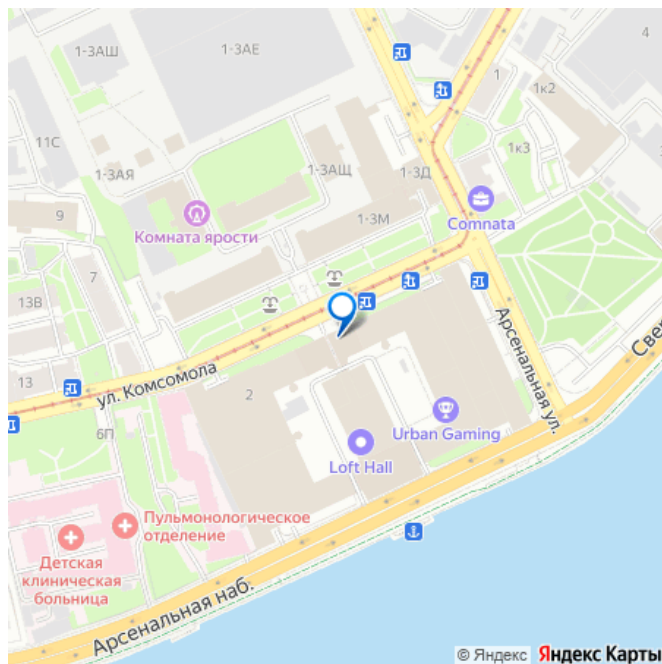 1-3АШ
1-3АЕ
4
1
1к2
11С
1-3АЯ
1-3АЩ
1-3Д
1к3
9
Комната ярости
1-3М
Comnata
7
13В
13
ул. Комсомола
Арсенальная ул.
Свер
2
6П
Urban Gaming
Loft Hall
Пульмонологическое
отделение
Детская
клиническая
больница
Арсенальная наб.
© Яндекс Яндекс Карты